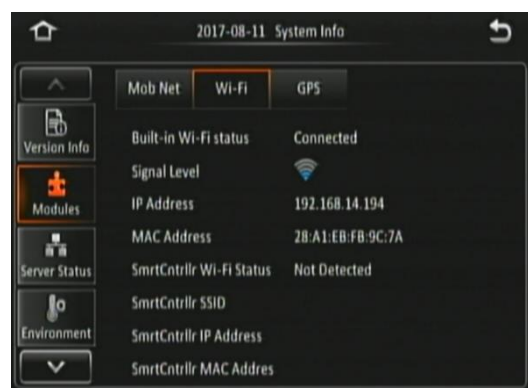 2017-08-11 System Info
Mob Net Wi-Fi GPS
Version Info
Modules
Server Status
Environment
Built-in Wi-Fi status Connected
Signal Level
IP Address 192.168.14.194
MAC Address 28:A1:EB:FB:9C:7A
SmrtCntrllr Wi-Fi Status Not Detected
SmrtCntrllr SSID
SmrtCntrllr IP Address
SmrtCntrllr MAC Addres